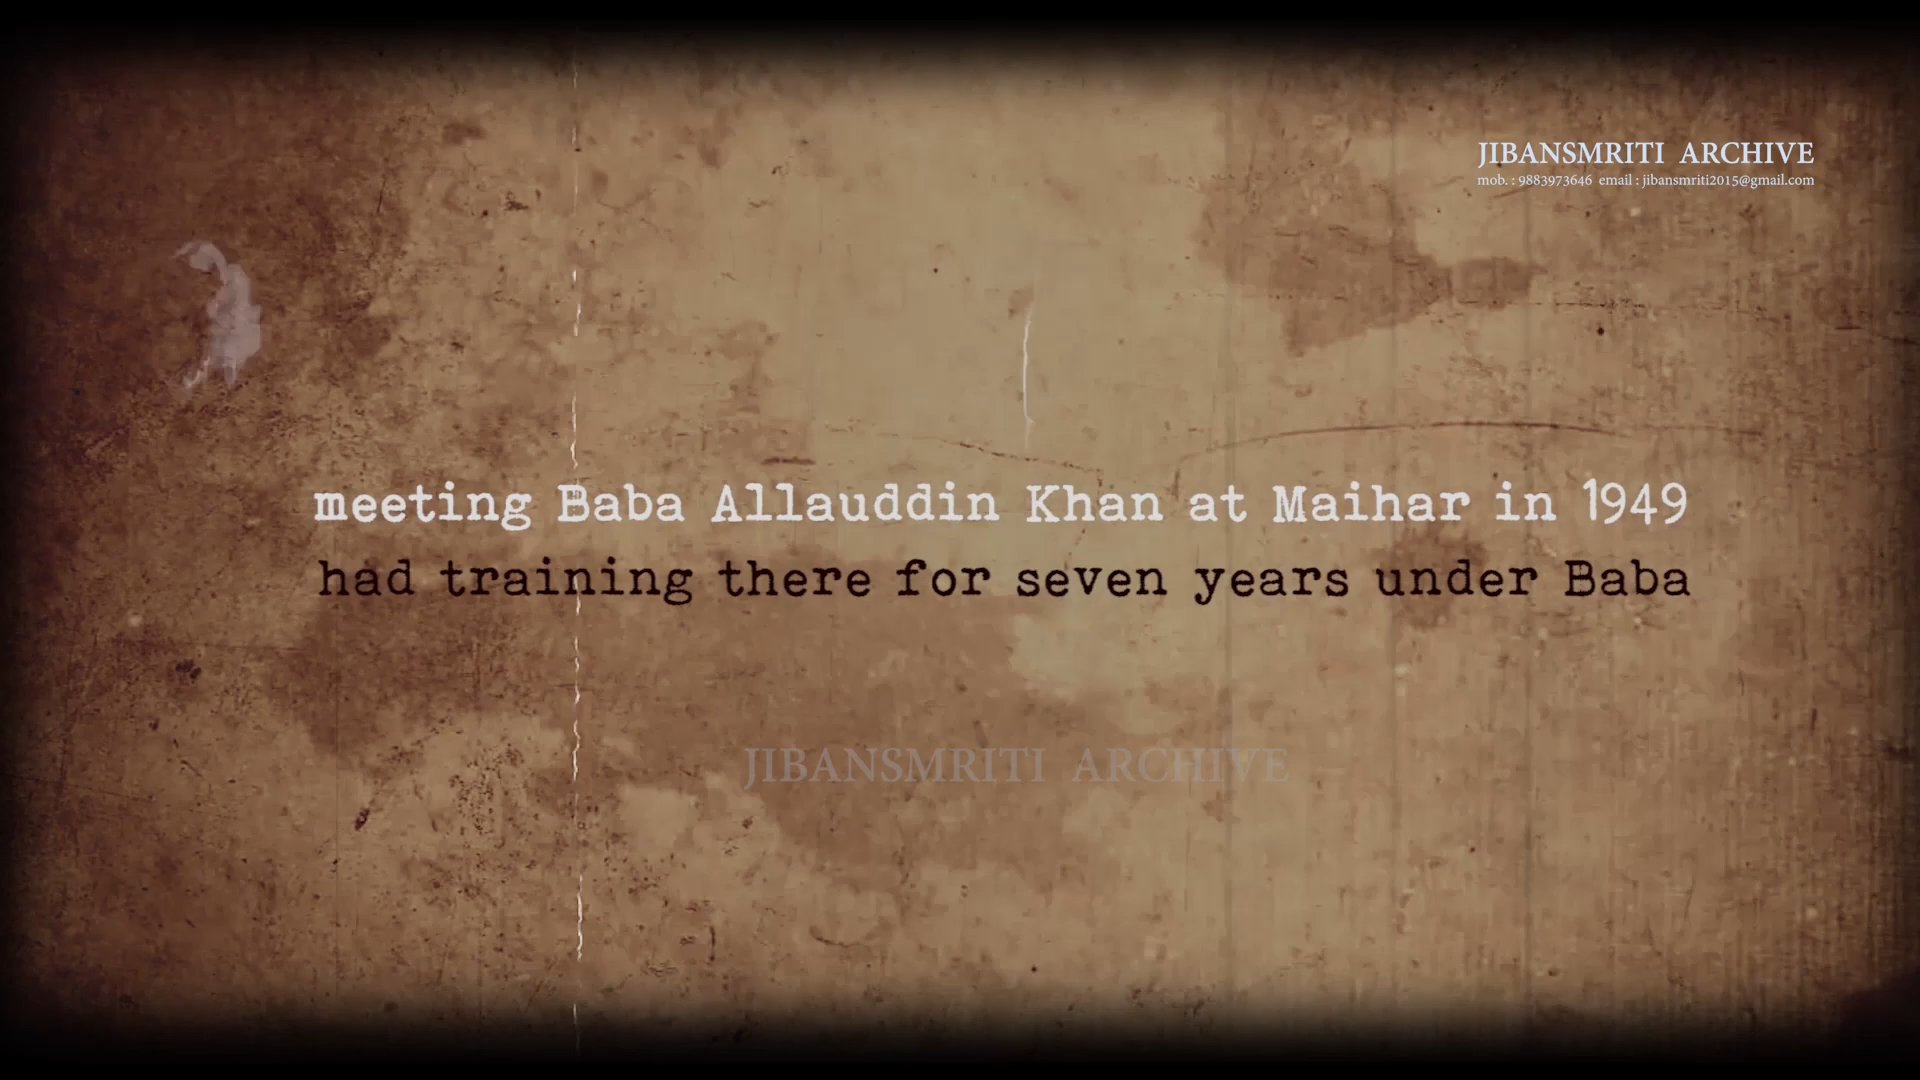 JIBANSMRITI ARCHIVE
mob. : 9883973646 email : jibansmriti2015@gmail.com
meeting Baba Allauddin Khan at Maihar in 1949
had training there for seven years under Baba
JIBANSMRITI ARCHIVE